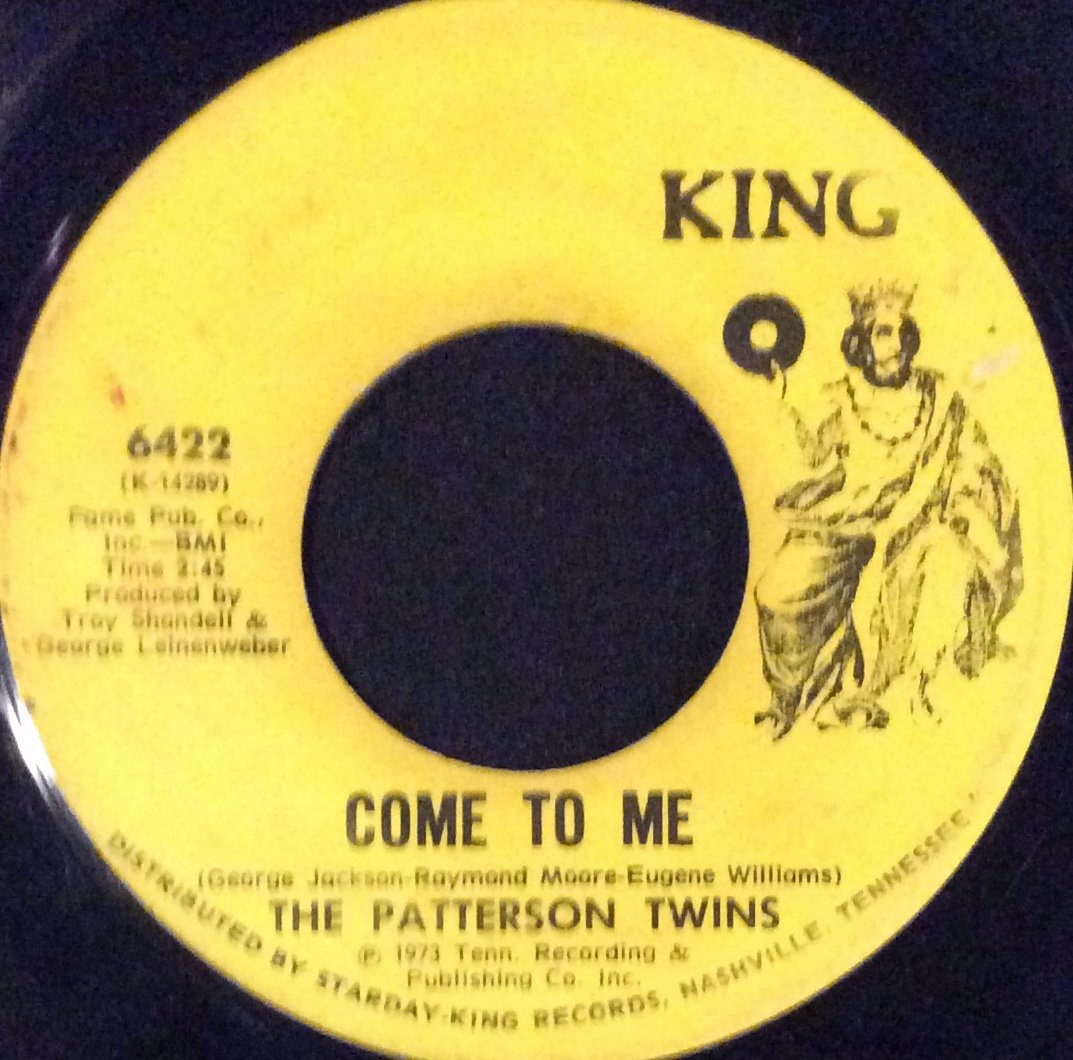 KING
6422
(K-14289)
Fame Pub. Co.,
Inc.—BMI
Time 2:45
Produced by
Troy Shondell &
George Leinenweber
COME TO ME
(George Jackson-Raymond Moore-Eugene Williams)
THE PATTERSON TWINS
℗ 1973 Tenn. Recording &
Publishing Co. Inc.
DISTRIBUTED BY STARDAY-KING RECORDS, NASHVILLE, TENNESSEE